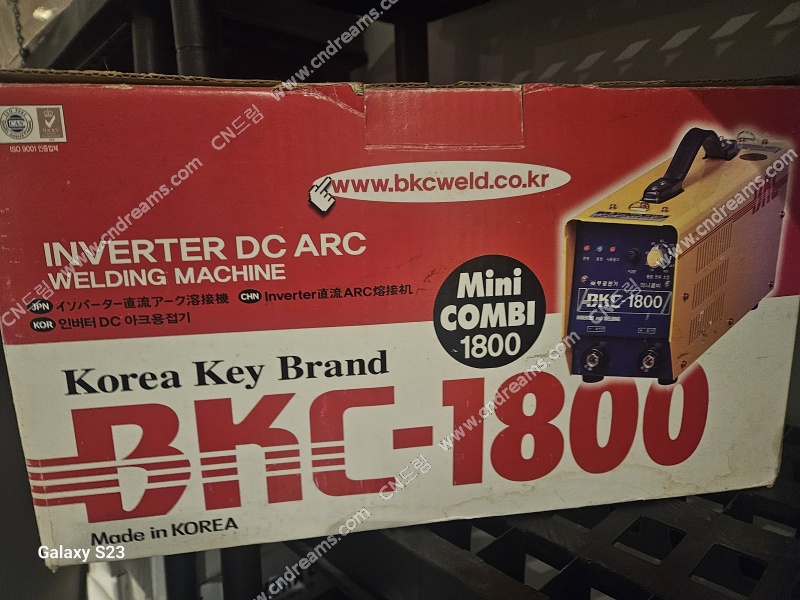 ISO 9001 인증업체
www.bkcweld.co.kr
INVERTER DC ARC
WELDING MACHINE
JPN イソバーター直流アーク溶接機 CHN Inverter直流ARC熔接机
KOR 인버터 DC 아크용접기
Mini
COMBI
1800
BKC-1800
Korea Key Brand
BKC-1800
Made in KOREA
Galaxy S23
CN드림 www.cndreams.com